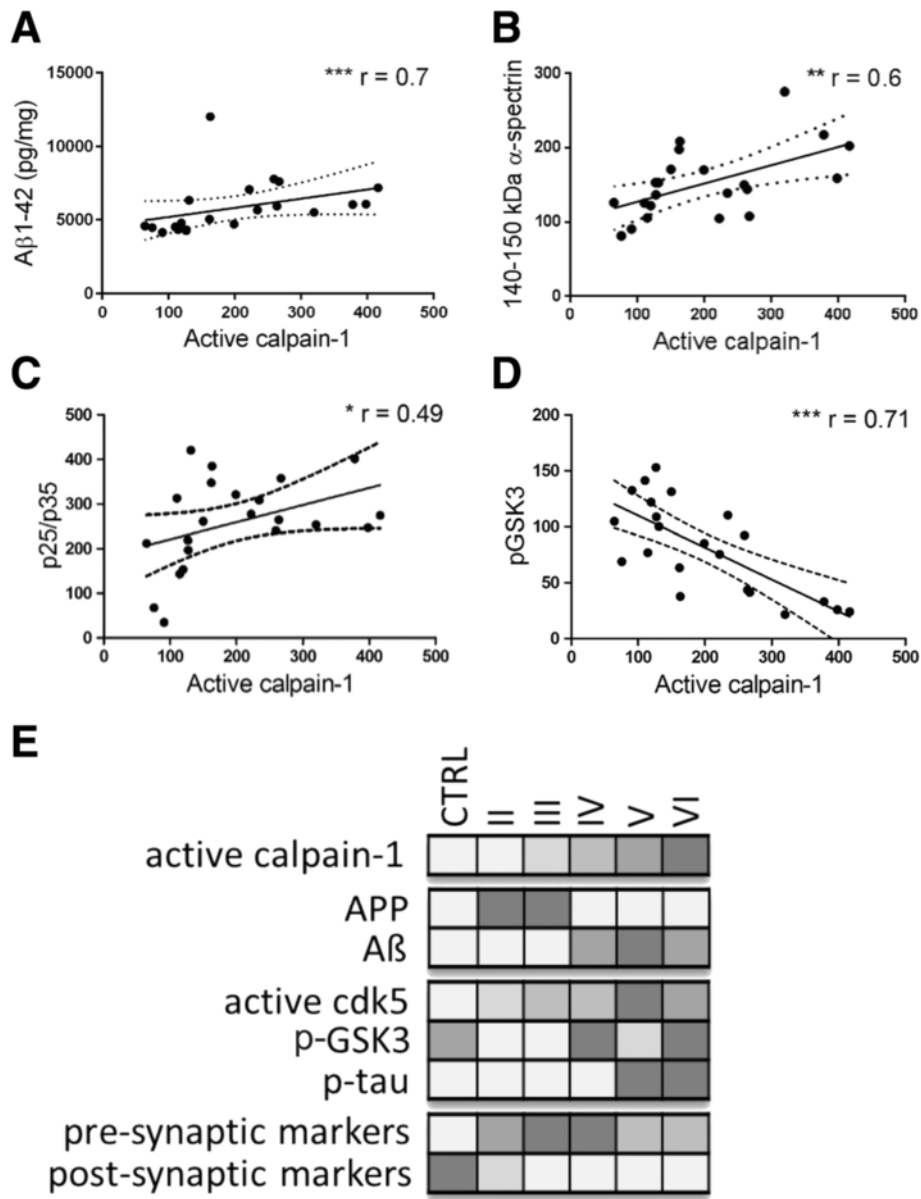 A
15000
10000
5000
0
Aβ1-42 (pg/mg)
*** r = 0.7
0 100 200 300 400 500
Active calpain-1
B
300
200
100
0
140-150 kDa α-spectrin
** r = 0.6
0 100 200 300 400 500
Active calpain-1
C
500
400
300
200
100
0
p25/p35
* r = 0.49
0 100 200 300 400 500
Active calpain-1
D
200
150
100
50
0
pGSK3
*** r = 0.71
0 100 200 300 400 500
Active calpain-1
E
CTRL II III IV V VI
active calpain-1
APP
Aß
active cdk5
p-GSK3
p-tau
pre-synaptic markers
post-synaptic markers